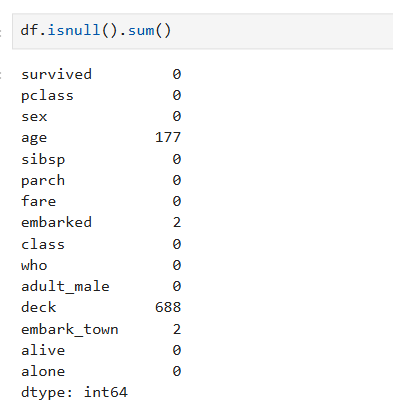 df.isnull().sum()
survived 0
pclass 0
sex 0
age 177
sibsp 0
parch 0
fare 0
embarked 2
class 0
who 0
adult_male 0
deck 688
embark_town 2
alive 0
alone 0
dtype: int64